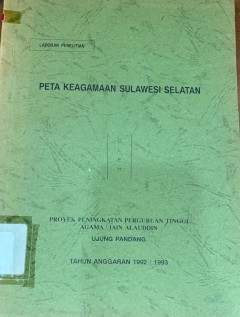 LAPORAN PENELITIAN
PETA KEAGAMAAN SULAWESI SELATAN
PROYEK PENINGKATAN PERGURUAN TINGGI
AGAMA / IAIN ALAUDDIN
UJUNG PANDANG
TAHUN ANGGARAN 1992 / 1993